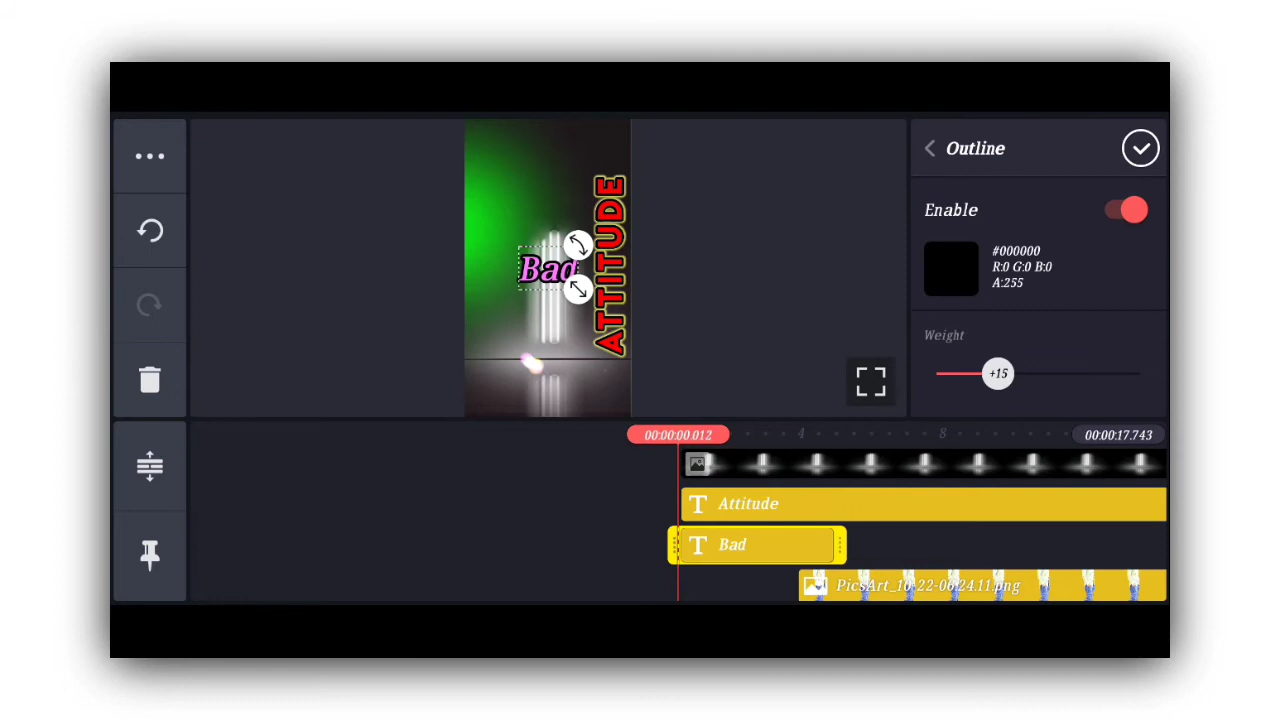 Outline
Enable
#000000
R:0 G:0 B:0
A:255
Weight
+15
Bad
ATTITUDE
00:00:00.012
4
8
00:00:17.743
T Attitude
T Bad
PicsArt_10-22-06.24.11.png